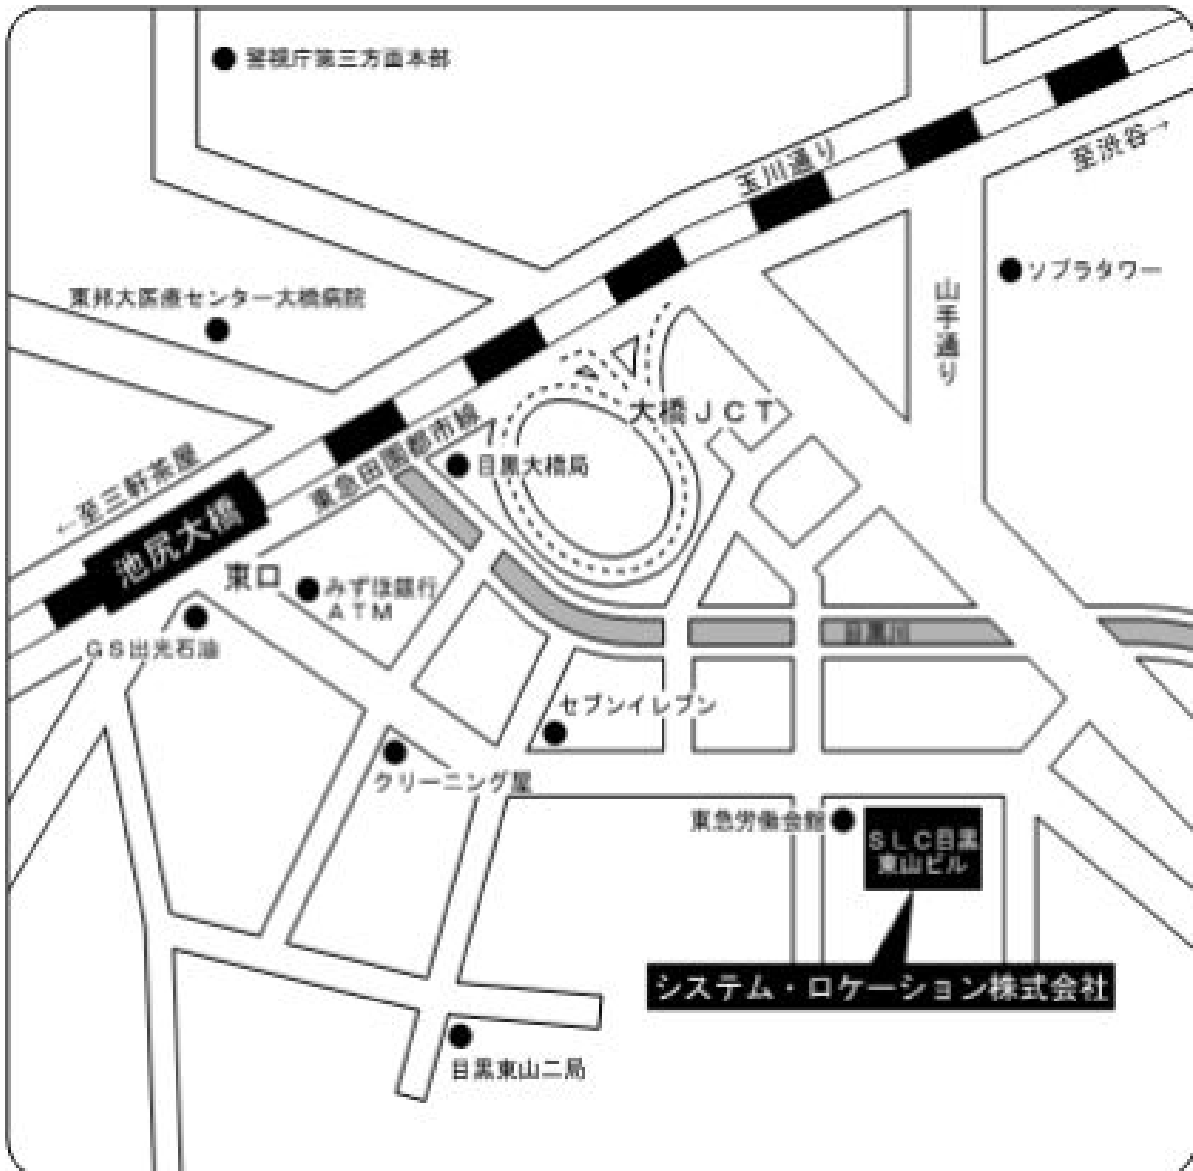 警視庁第三方面本部
玉川通り
至渋谷→
ソプラタワー
山手通り
東邦大医療センター大橋病院
大橋JCT
東急田園都市線
目黒大橋局
←至三軒茶屋
池尻大橋
東口
みずほ銀行
ATM
GS出光石油
目黒川
セブンイレブン
クリーニング屋
東急労働会館
SLC目黒
東山ビル
システム・ロケーション株式会社
目黒東山二局